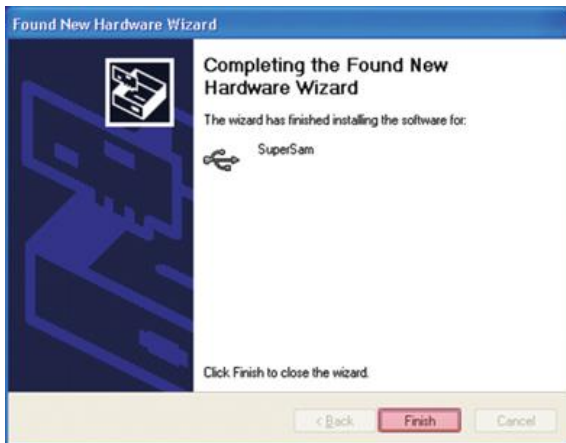 Found New Hardware Wizard
Completing the Found New
Hardware Wizard
The wizard has finished installing the software for:
SuperSam
Click Finish to close the wizard.
< Back Finish Cancel